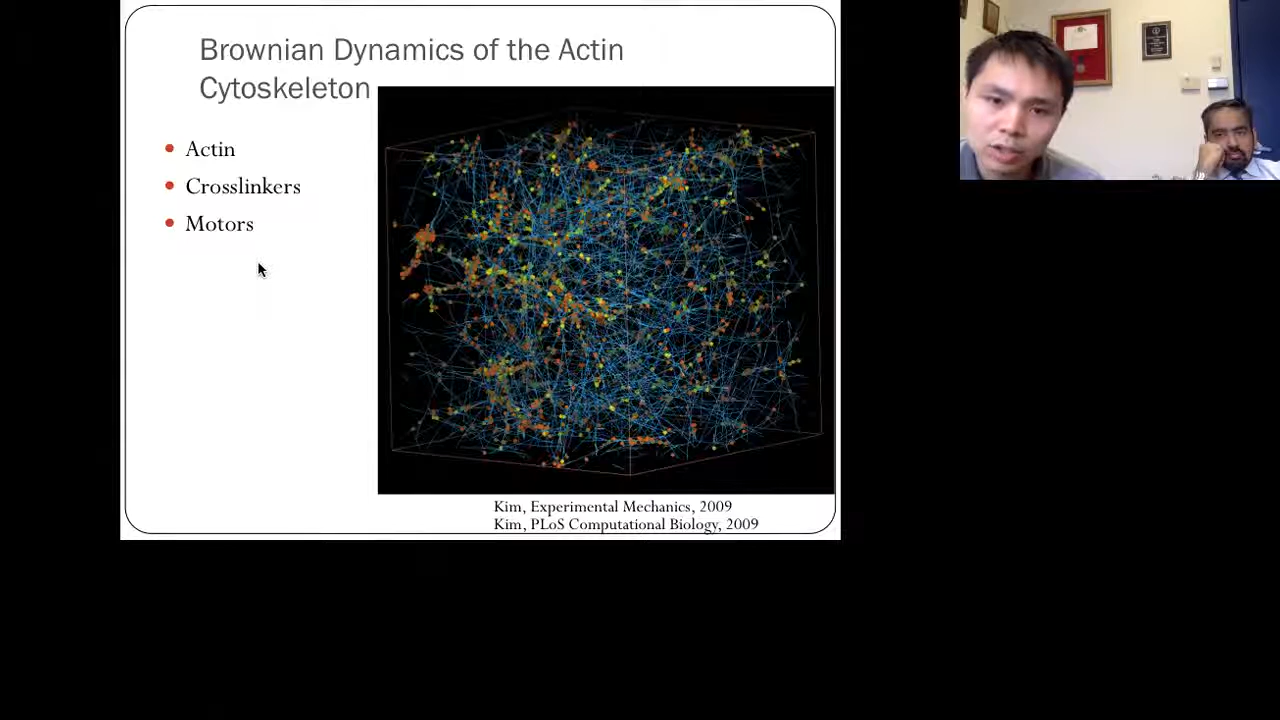 Brownian Dynamics of the Actin
Cytoskeleton
Actin
Crosslinkers
Motors
Kim, Experimental Mechanics, 2009
Kim, PLoS Computational Biology, 2009